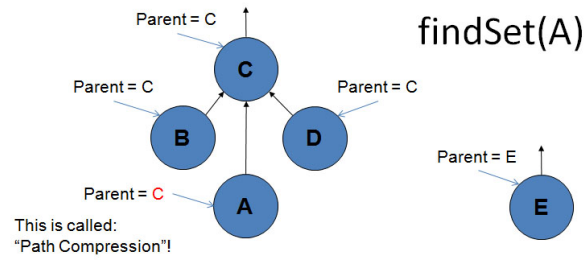 Parent = C
findSet(A)
C
Parent = C
Parent = C
B
D
Parent = E
Parent = C
A
E
This is called:
“Path Compression”!